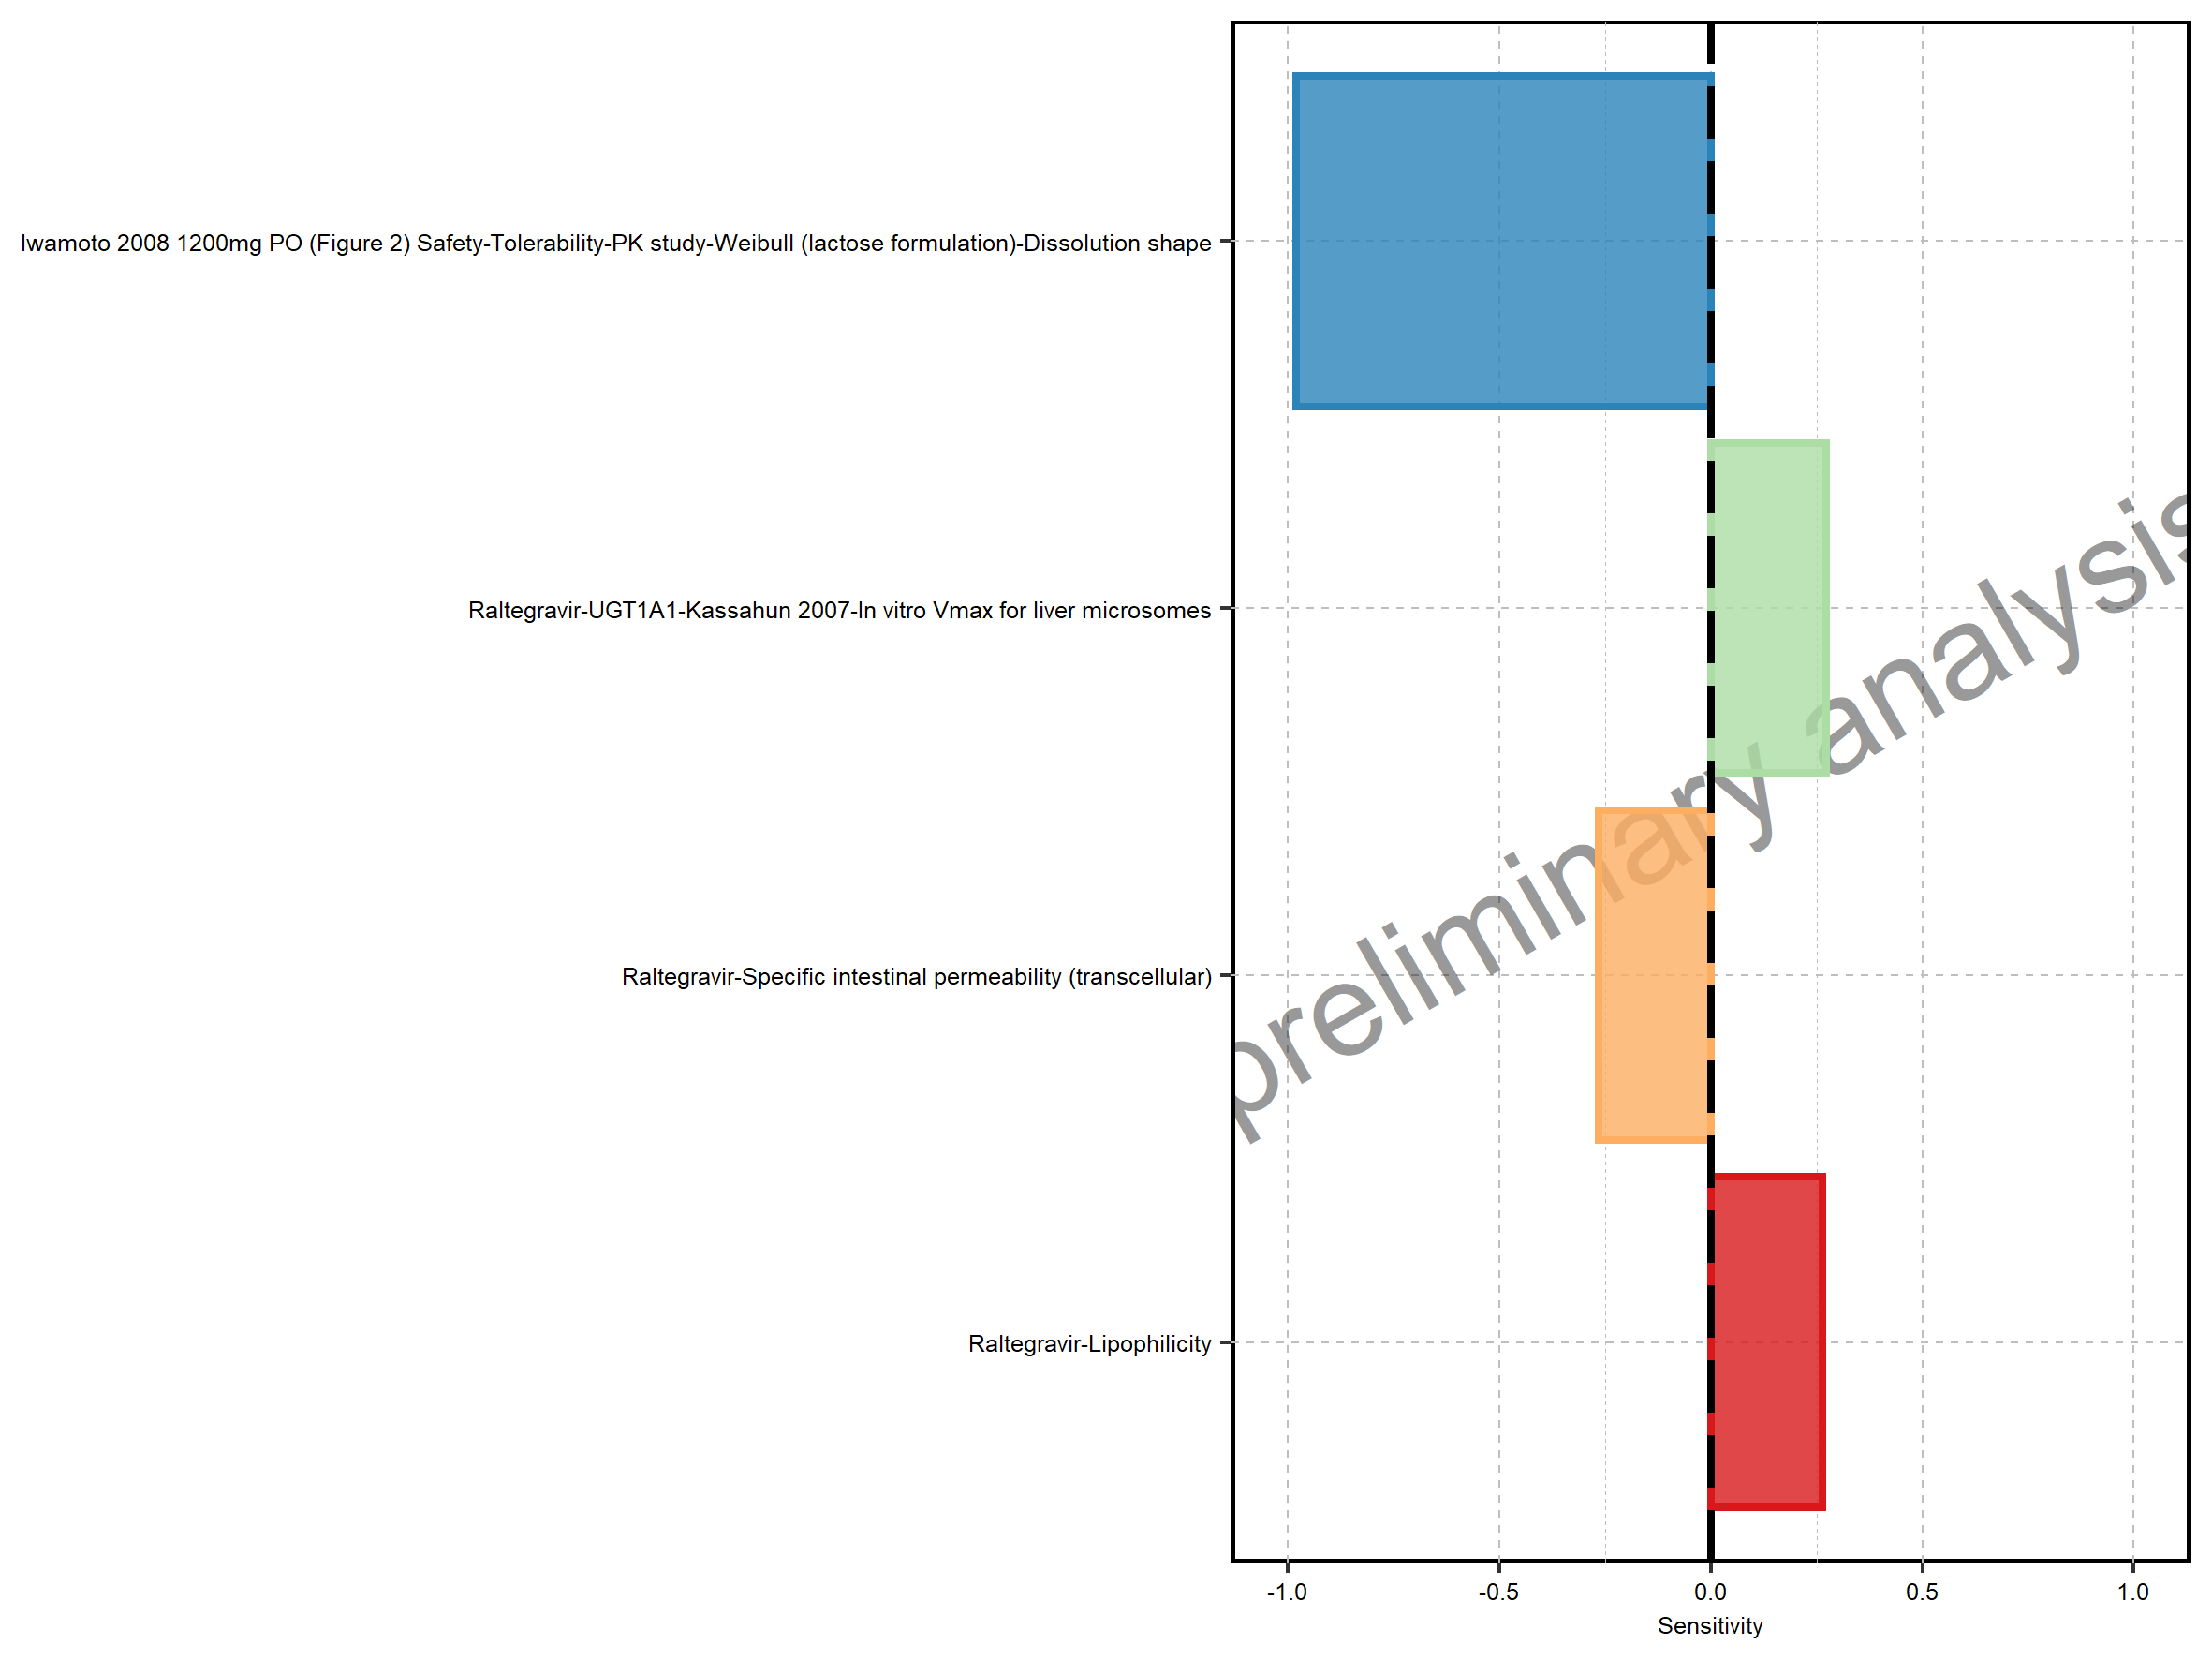 Iwamoto 2008 1200mg PO (Figure 2) Safety-Tolerability-PK study-Weibull (lactose formulation)-Dissolution shape
Raltegravir-UGT1A1-Kassahun 2007-In vitro Vmax for liver microsomes
preliminary analysis
Raltegravir-Specific intestinal permeability (transcellular)
Raltegravir-Lipophilicity
-1.0 -0.5 0.0 0.5 1.0
Sensitivity